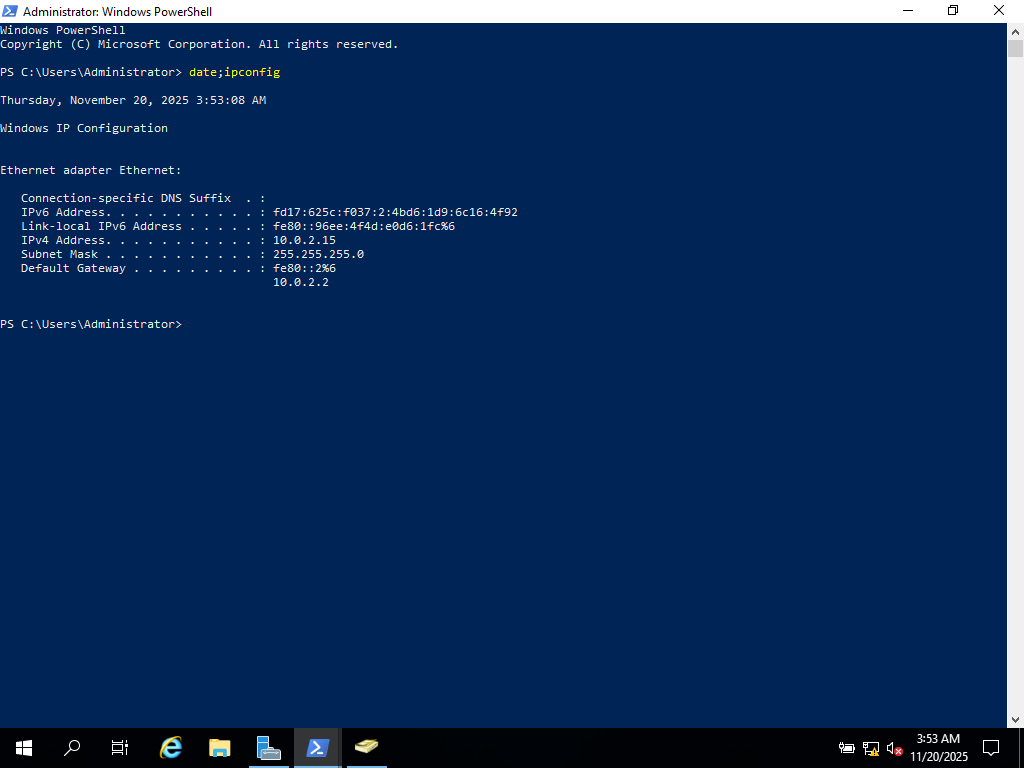 Administrator: Windows PowerShell
Windows PowerShell
Copyright (C) Microsoft Corporation. All rights reserved.
PS C:\Users\Administrator> date;ipconfig
Thursday, November 20, 2025 3:53:08 AM
Windows IP Configuration
Ethernet adapter Ethernet:
   Connection-specific DNS Suffix  . :
   IPv6 Address. . . . . . . . . . . : fd17:625c:f037:2:4bd6:1d9:6c16:4f92
   Link-local IPv6 Address . . . . . : fe80::96ee:4f4d:e0d6:1fc%6
   IPv4 Address. . . . . . . . . . . : 10.0.2.15
   Subnet Mask . . . . . . . . . . . : 255.255.255.0
   Default Gateway . . . . . . . . . : fe80::2%6
                                       10.0.2.2
PS C:\Users\Administrator>
3:53 AM
11/20/2025